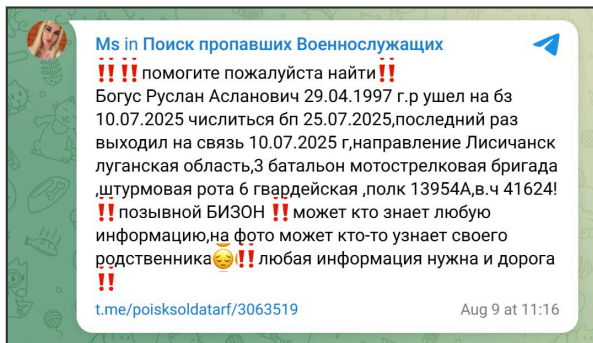 Ms in Поиск пропавших Военнослужащих
‼️‼️помогите пожалуйста найти‼️
Богус Руслан Асланович 29.04.1997 г.р ушел на бз
10.07.2025 числиться бп 25.07.2025,последний раз
выходил на связь 10.07.2025 г,направление Лисичанск
луганская область,3 батальон мотострелковая бригада
,штурмовая рота 6 гвардейская ,полк 13954А,в.ч 41624!
‼️позывной БИЗОН ‼️может кто знает любую
информацию,на фото может кто-то узнает своего
родственника😔‼️любая информация нужна и дорога
‼️
t.me/poisksoldatarf/3063519 Aug 9 at 11:16